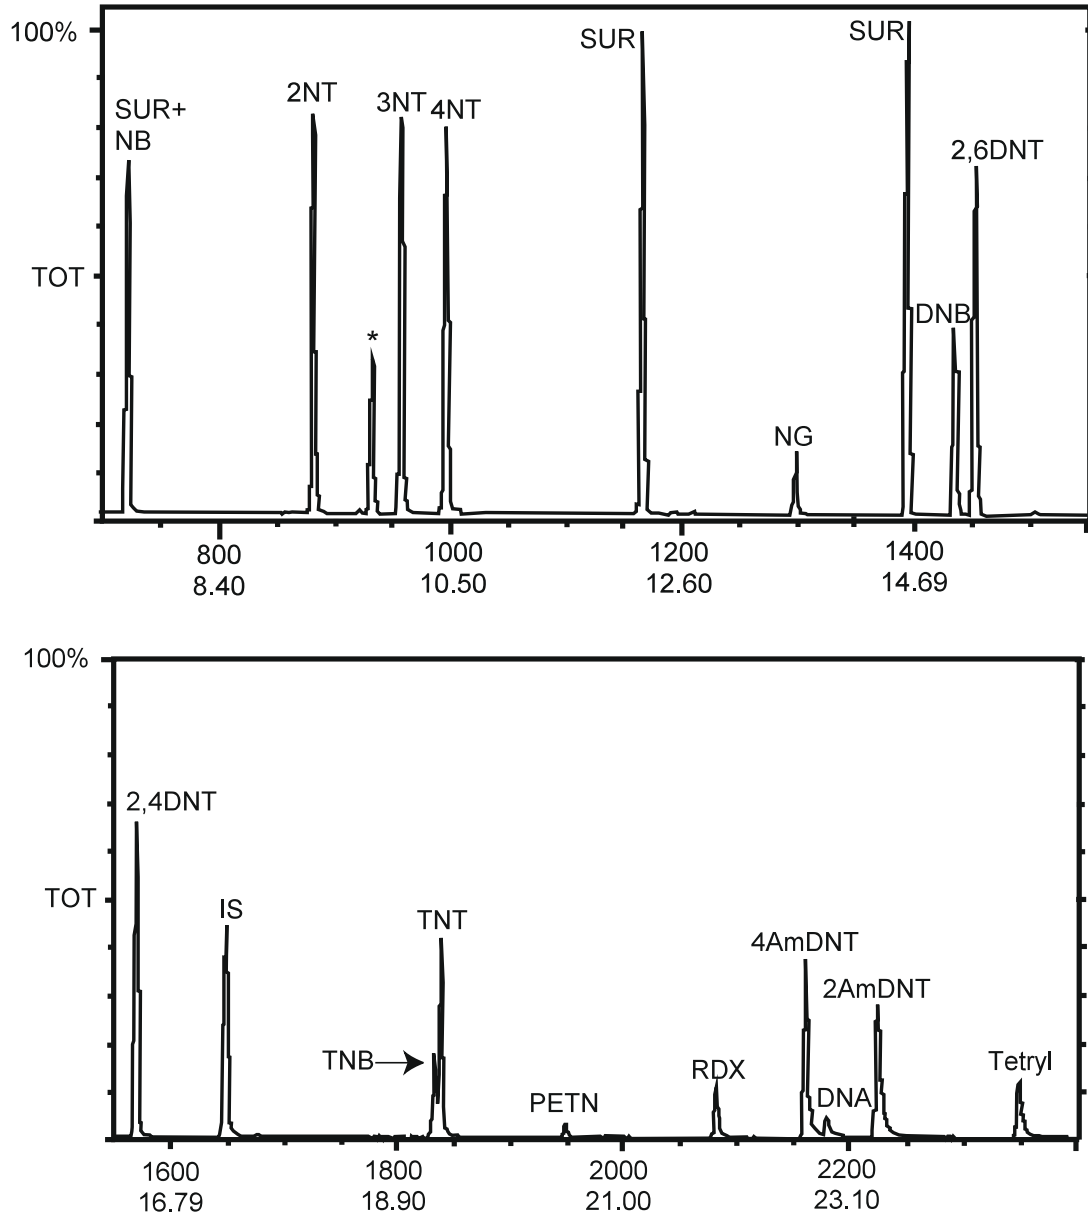 100%
SUR+
NB
2NT
*
3NT
4NT
SUR
NG
SUR
DNB
2,6DNT
TOT
800
1000
1200
1400
8.40
10.50
12.60
14.69
100%
2,4DNT
IS
TNB
TNT
PETN
RDX
4AmDNT
DNA
2AmDNT
Tetryl
TOT
1600
1800
2000
2200
16.79
18.90
21.00
23.10